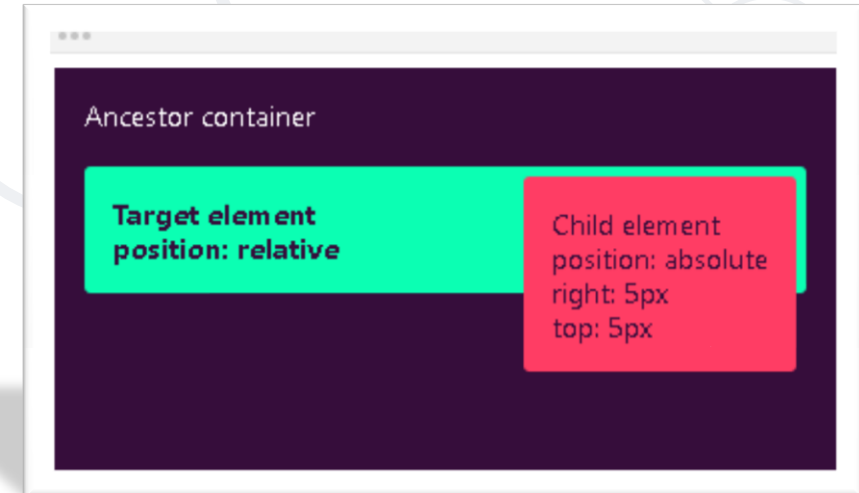 Ancestor container
Target element
position: relative
Child element
position: absolute
right: 5px
top: 5px